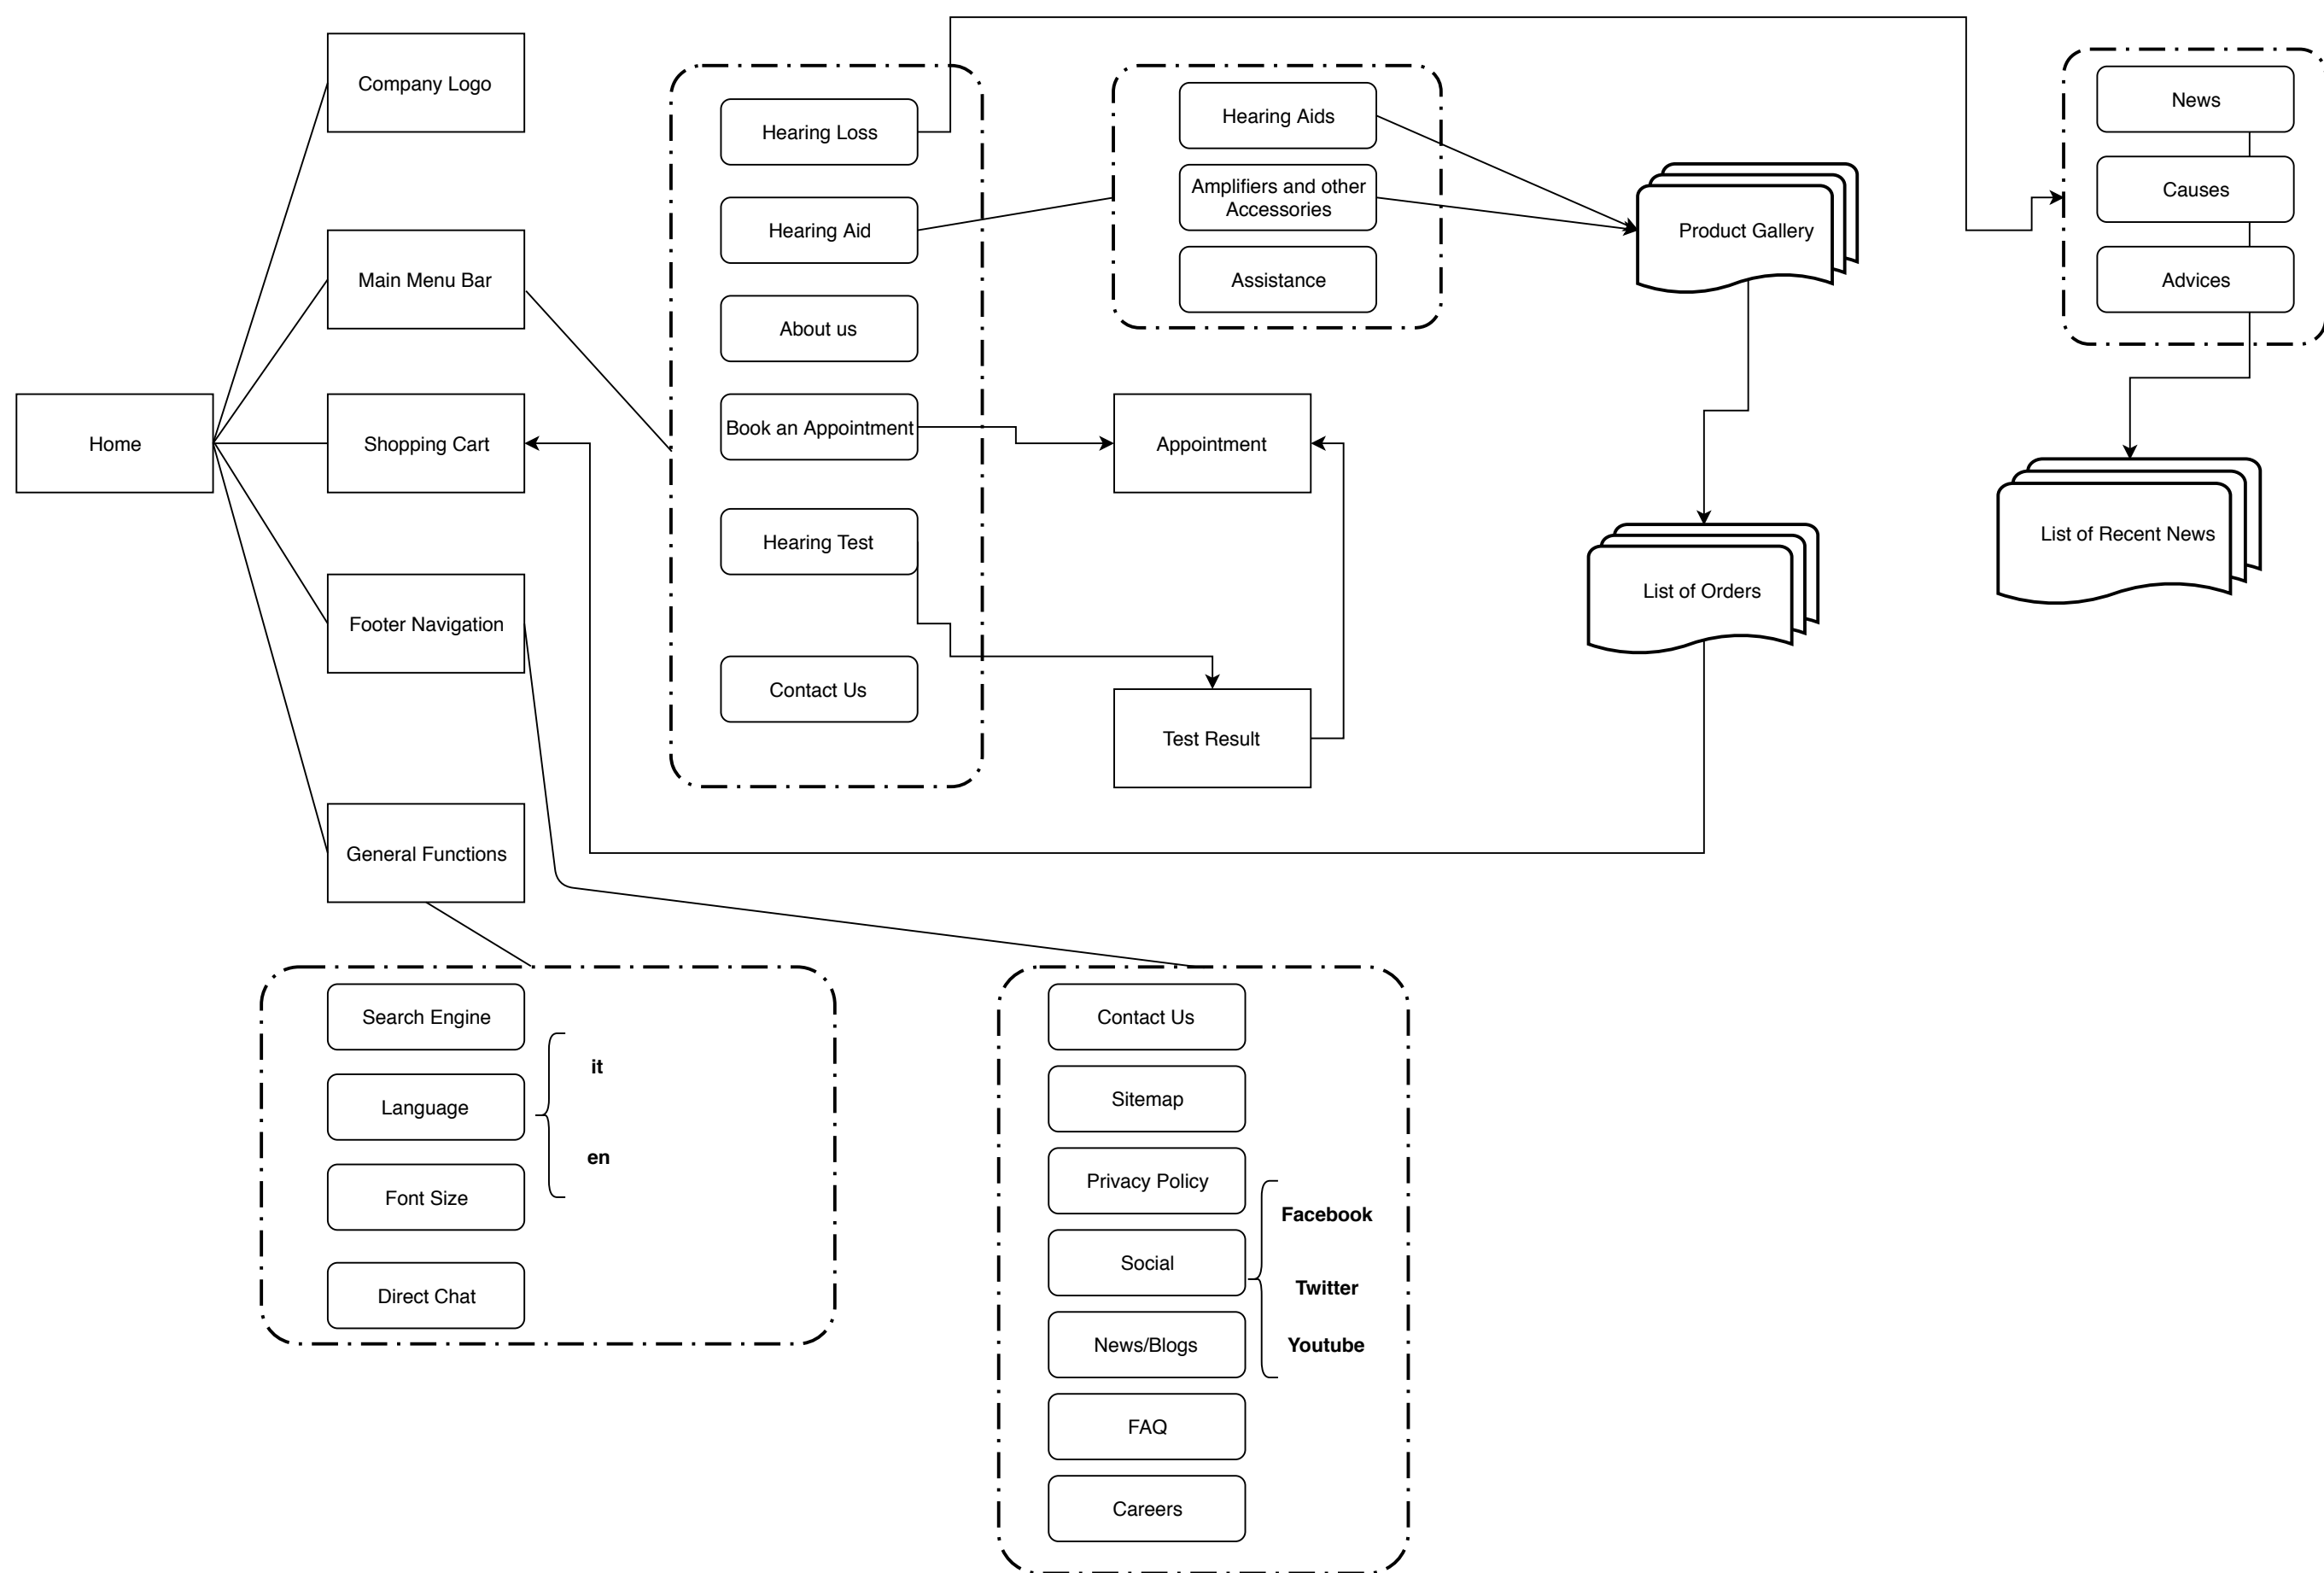 Home
Company Logo
Main Menu Bar
Shopping Cart
Footer Navigation
General Functions
Hearing Loss
Hearing Aid
About us
Book an Appointment
Hearing Test
Contact Us
Hearing Aids
Amplifiers and other
Accessories
Assistance
Appointment
Test Result
Product Gallery
List of Orders
News
Causes
Advices
List of Recent News
Search Engine
Language
Font Size
Direct Chat
it
en
Contact Us
Sitemap
Privacy Policy
Social
News/Blogs
FAQ
Careers
Facebook
Twitter
Youtube